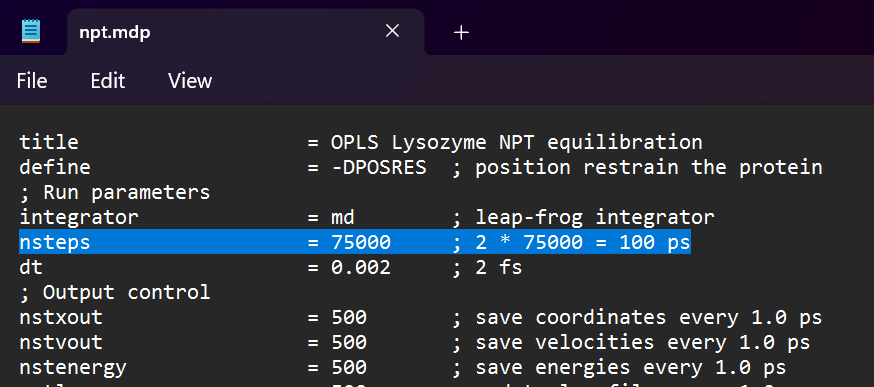 npt.mdp
File Edit View
title = OPLS Lysozyme NPT equilibration
define = -DPOSRES ; position restrain the protein
; Run parameters
integrator = md ; leap-frog integrator
nsteps = 75000 ; 2 * 75000 = 100 ps
dt = 0.002 ; 2 fs
; Output control
nstxout = 500 ; save coordinates every 1.0 ps
nstvout = 500 ; save velocities every 1.0 ps
nstenergy = 500 ; save energies every 1.0 ps